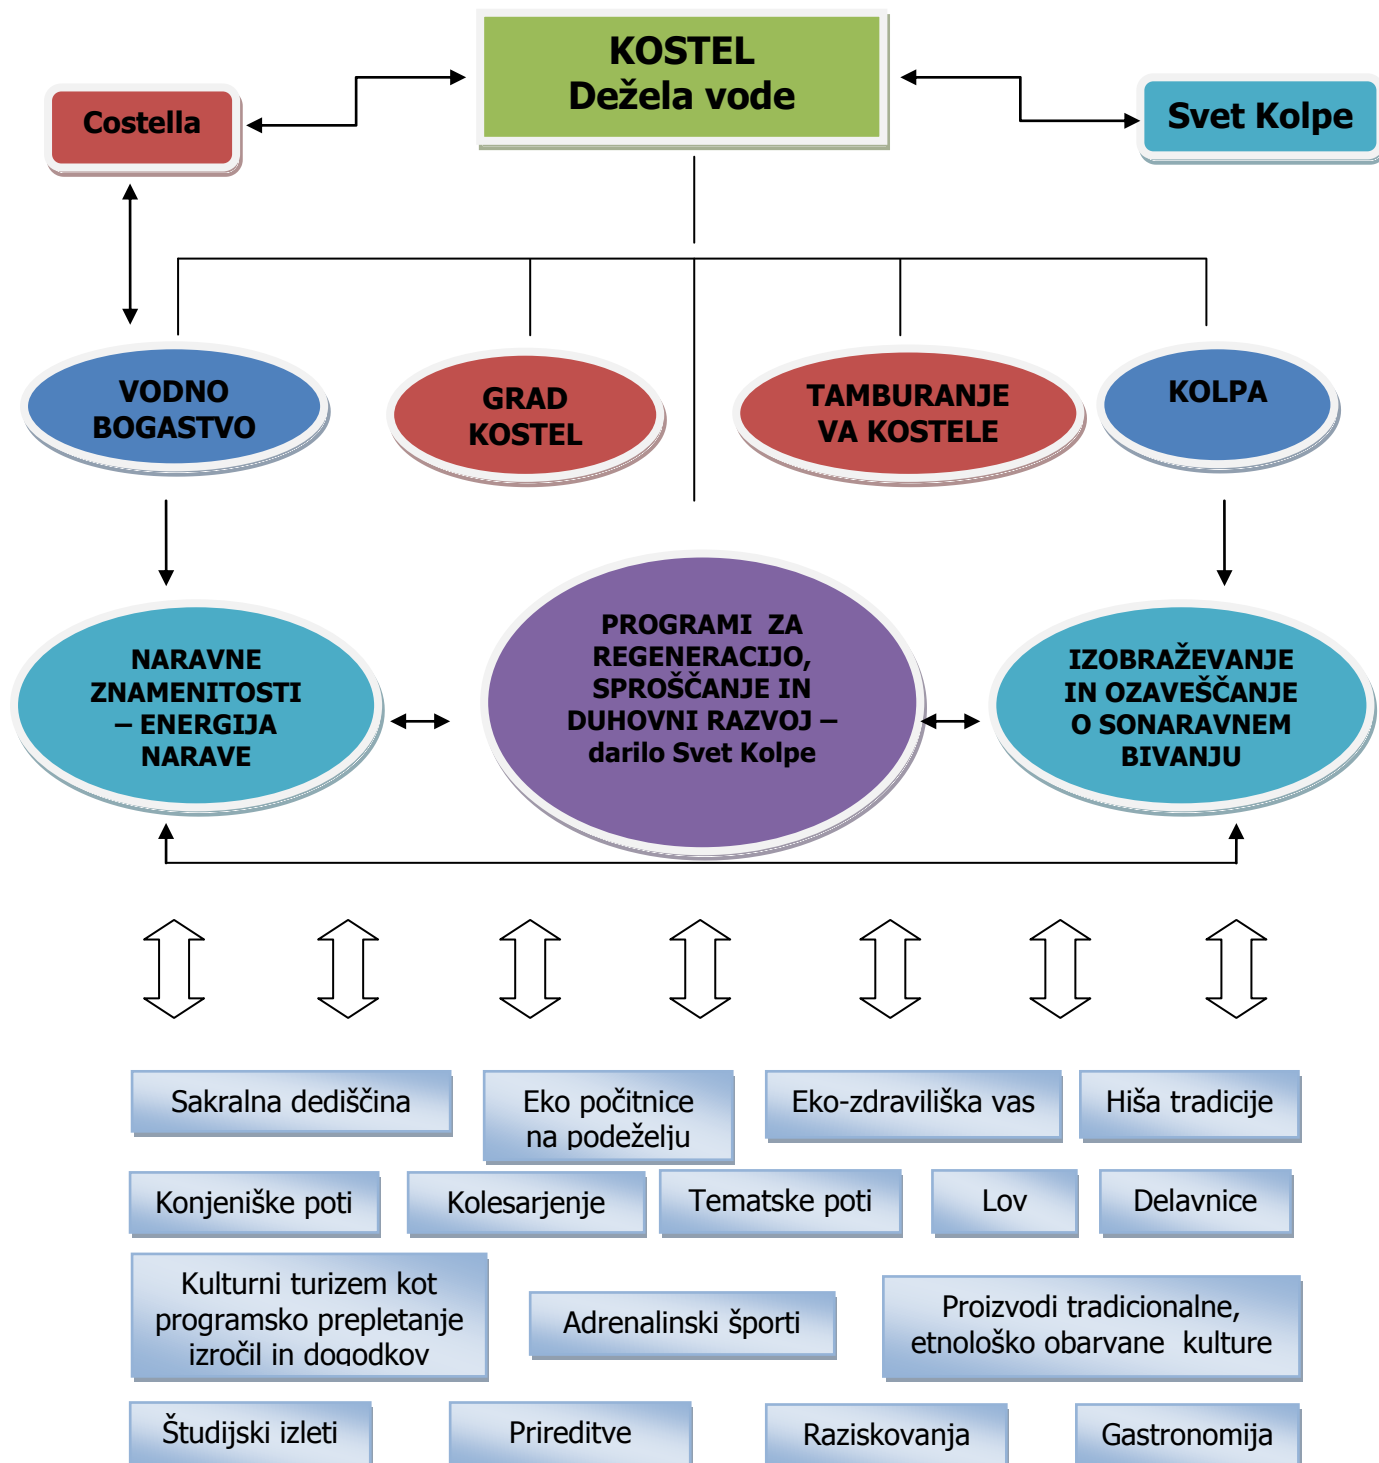 KOSTEL
Dežela vode
Costella
Svet Kolpe
VODNO
BOGASTVO
GRAD
KOSTEL
TAMBURANJE
VA KOSTELE
KOLPA
NARAVNE
ZNAMENITOSTI
– ENERGIJA
NARAVE
PROGRAMI ZA
REGENERACIJO,
SPROŠČANJE IN
DUHOVNI RAZVOJ –
darilo Svet Kolpe
IZOBRAŽEVANJE
IN OZAVEŠČANJE
O SONARAVNEM
BIVANJU
Sakralna dediščina
Eko počitnice
na podeželju
Eko-zdraviliška vas
Hiša tradicije
Konjeniške poti
Kolesarjenje
Tematske poti
Lov
Delavnice
Kulturni turizem kot
programsko prepletanje
izročil in dogodkov
Adrenalinski športi
Proizvodi tradicionalne,
etnološko obarvane kulture
Študijski izleti
Prireditve
Raziskovanja
Gastronomija